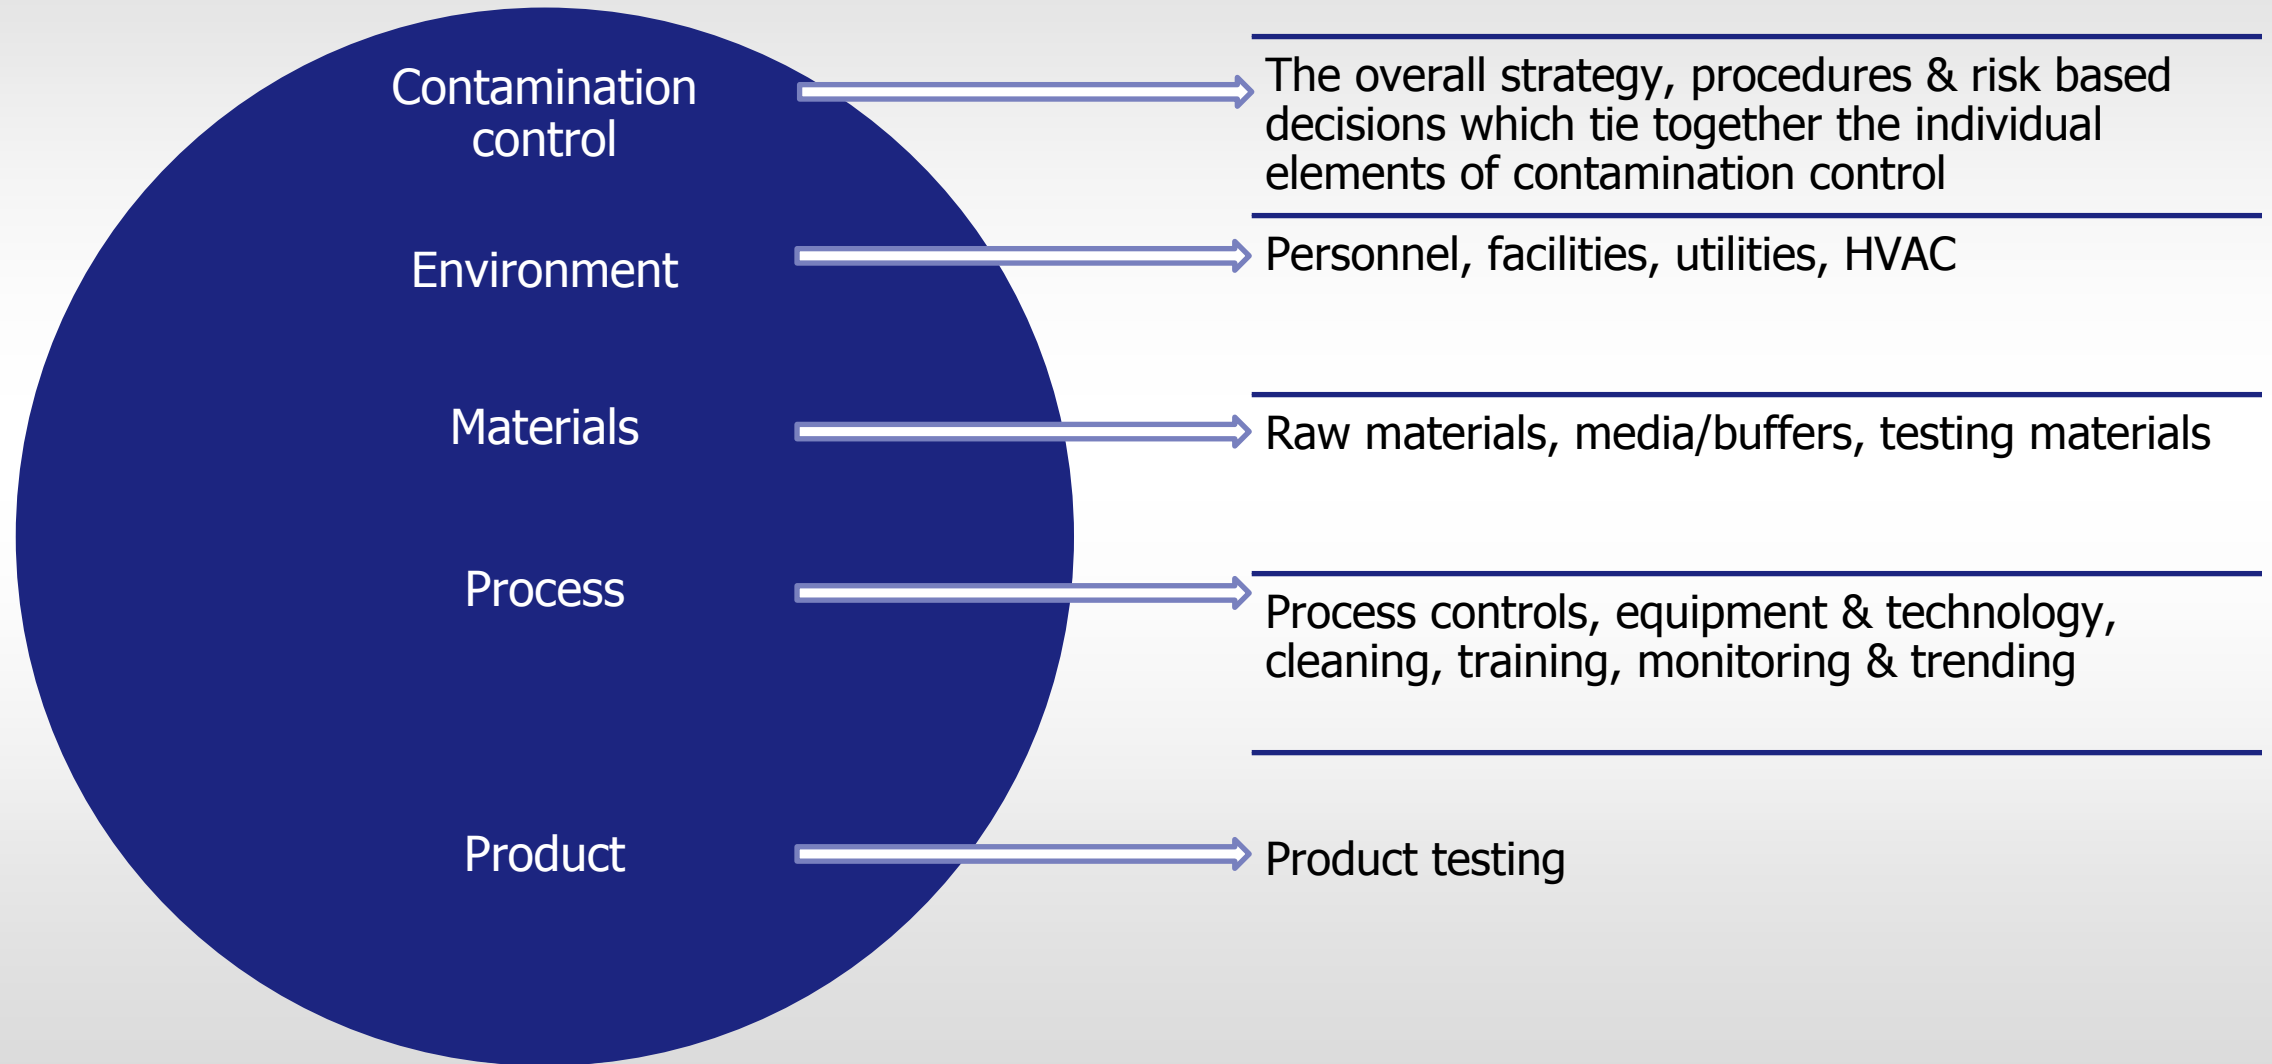 Contamination
control
The overall strategy, procedures & risk based
decisions which tie together the individual
elements of contamination control
Environment
Personnel, facilities, utilities, HVAC
Materials
Raw materials, media/buffers, testing materials
Process
Process controls, equipment & technology,
cleaning, training, monitoring & trending
Product
Product testing